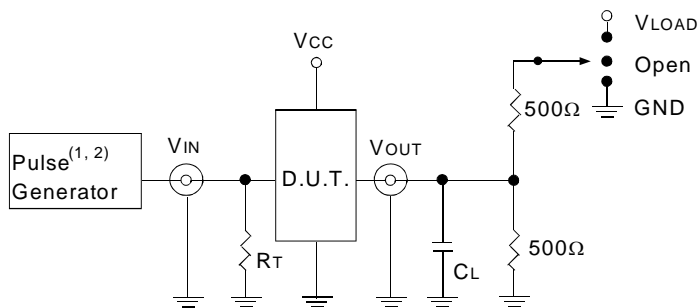 VLOAD
VCC
Open
500Ω
GND
Pulse(1, 2)
Generator
VIN
D.U.T.
VOUT
RT
CL
500Ω